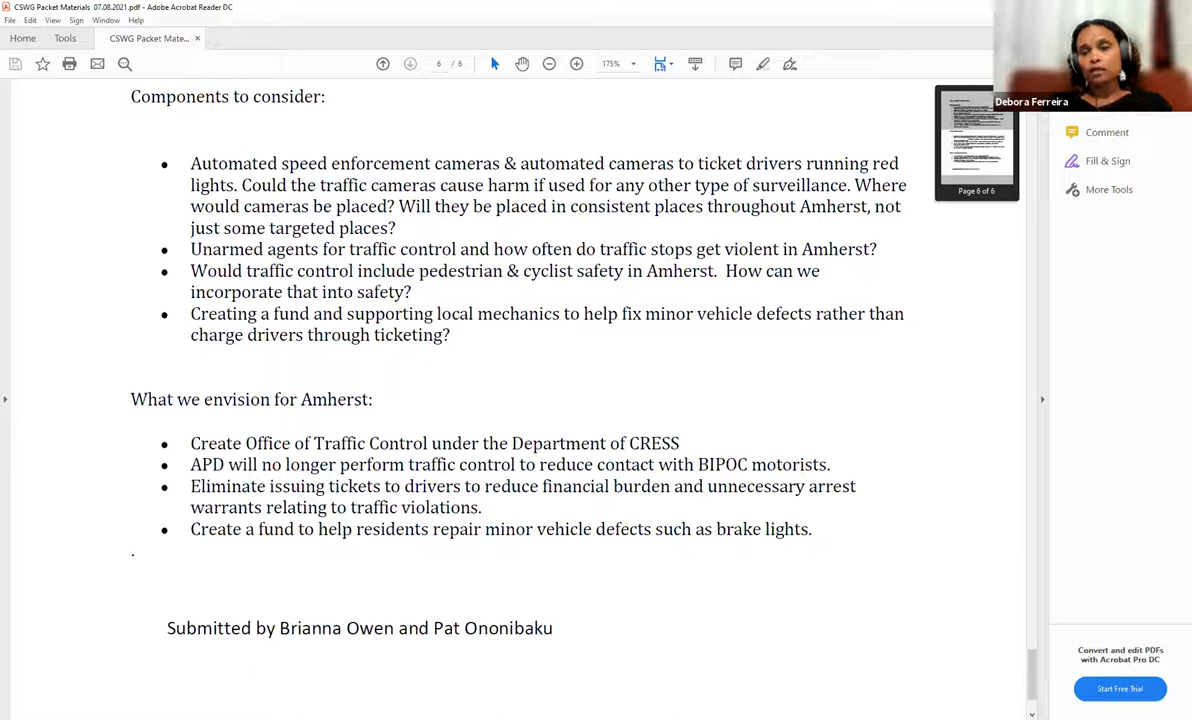 CSWG Packet Materials 07.08.2021.pdf - Adobe Acrobat Reader DC
File Edit View Sign Window Help
Home Tools CSWG Packet Mate... ×
6 / 6 175%
Debora Ferreira
Components to consider:
• Automated speed enforcement cameras & automated cameras to ticket drivers running red
lights. Could the traffic cameras cause harm if used for any other type of surveillance. Where
would cameras be placed? Will they be placed in consistent places throughout Amherst, not
just some targeted places?
• Unarmed agents for traffic control and how often do traffic stops get violent in Amherst?
• Would traffic control include pedestrian & cyclist safety in Amherst.  How can we
incorporate that into safety?
• Creating a fund and supporting local mechanics to help fix minor vehicle defects rather than
charge drivers through ticketing?
What we envision for Amherst:
• Create Office of Traffic Control under the Department of CRESS
• APD will no longer perform traffic control to reduce contact with BIPOC motorists.
• Eliminate issuing tickets to drivers to reduce financial burden and unnecessary arrest
warrants relating to traffic violations.
• Create a fund to help residents repair minor vehicle defects such as brake lights.
.
Submitted by Brianna Owen and Pat Ononibaku
Page 6 of 6
Comment
Fill & Sign
More Tools
Convert and edit PDFs
with Acrobat Pro DC
Start Free Trial